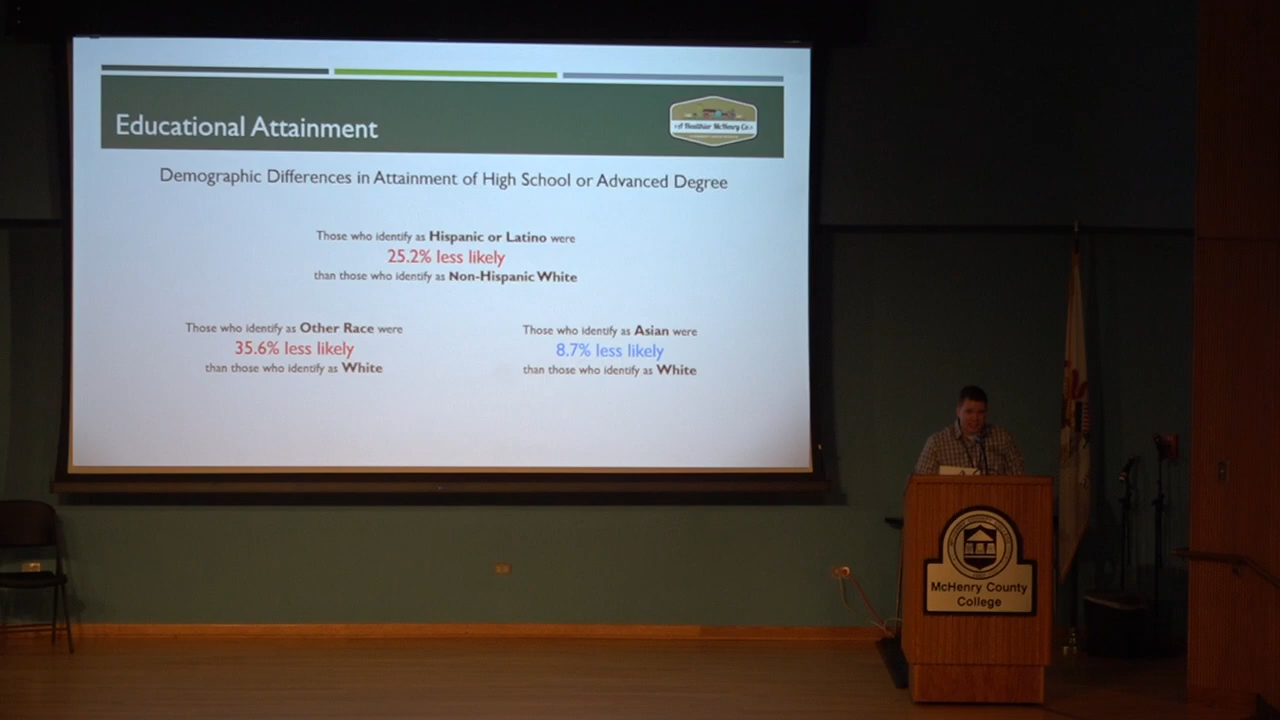 Educational Attainment
A Healthier McHenry Co
Demographic Differences in Attainment of High School or Advanced Degree
Those who identify as Hispanic or Latino were
25.2% less likely
than those who identify as Non-Hispanic White
Those who identify as Other Race were
35.6% less likely
than those who identify as White
Those who identify as Asian were
8.7% less likely
than those who identify as White
McHenry County
College